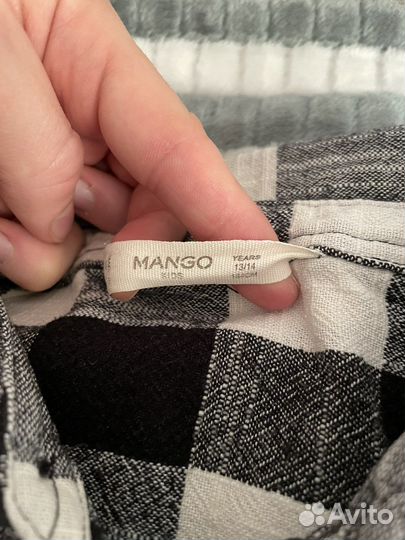 MANGO
KIDS
YEARS
13/14
Avito